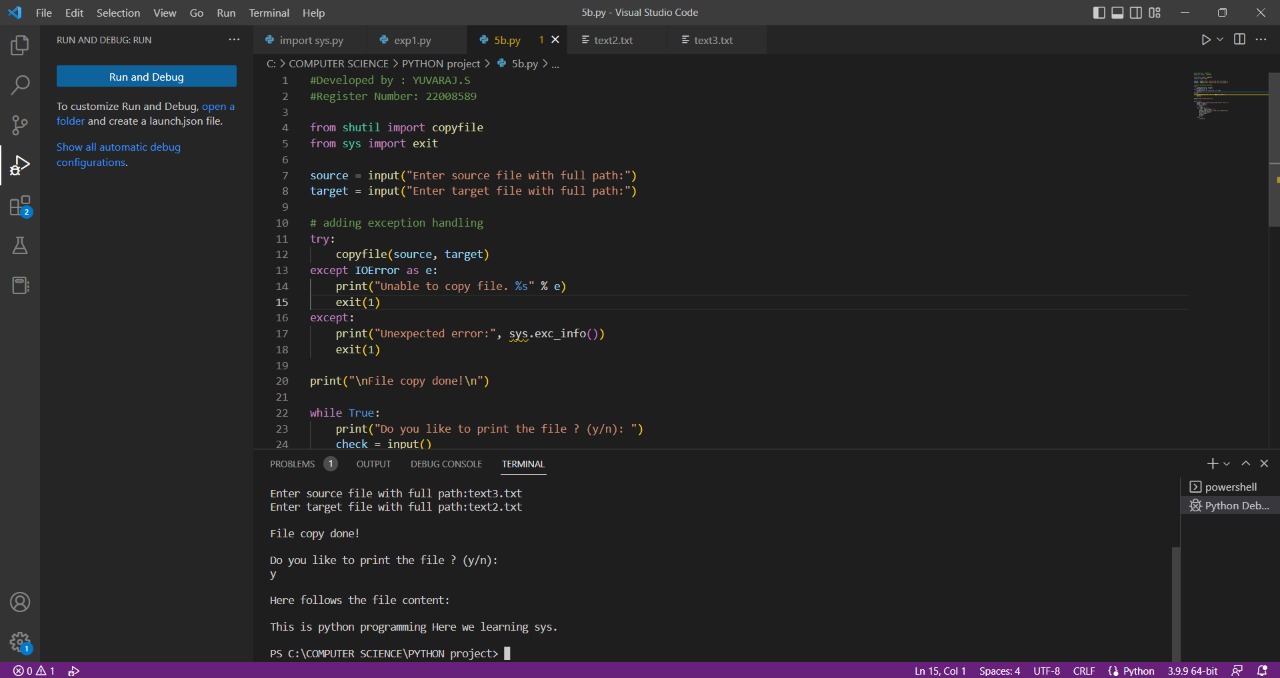 File Edit Selection View Go Run Terminal Help 5b.py - Visual Studio Code
RUN AND DEBUG: RUN ...
Run and Debug
To customize Run and Debug, open a
folder and create a launch.json file.
Show all automatic debug
configurations.
2
1
import sys.py exp1.py 5b.py 1 text2.txt text3.txt
C: > COMPUTER SCIENCE > PYTHON project > 5b.py > ...
1 #Developed by : YUVARAJ.S
2 #Register Number: 22008589
3
4 from shutil import copyfile
5 from sys import exit
6
7 source = input("Enter source file with full path:")
8 target = input("Enter target file with full path:")
9
10 # adding exception handling
11 try:
12 copyfile(source, target)
13 except IOError as e:
14 print("Unable to copy file. %s" % e)
15 exit(1)
16 except:
17 print("Unexpected error:", sys.exc_info())
18 exit(1)
19
20 print("\nFile copy done!\n")
21
22 while True:
23 print("Do you like to print the file ? (y/n): ")
24 check = input()
PROBLEMS 1 OUTPUT DEBUG CONSOLE TERMINAL
powershell
Python Deb...
Enter source file with full path:text3.txt
Enter target file with full path:text2.txt
File copy done!
Do you like to print the file ? (y/n):
y
Here follows the file content:
This is python programming Here we learning sys.
PS C:\COMPUTER SCIENCE\PYTHON project>
0 1 Ln 15, Col 1 Spaces: 4 UTF-8 CRLF Python 3.9.9 64-bit